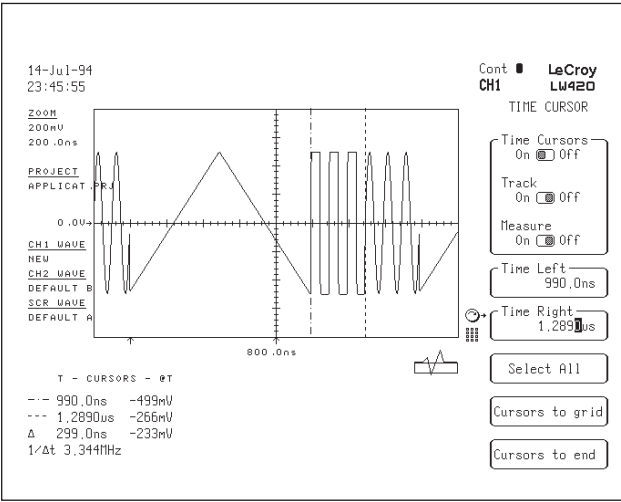 14-Jul-94
23:45:55
ZOOM
200mV
200.0ns
PROJECT
APPLICAT.PRJ
0.0V
CH1 WAVE
NEW
CH2 WAVE
DEFAULT B
SCR WAVE
DEFAULT A
800.0ns
T - CURSORS - @T
990.0ns -499mV
1.2890us -266mV
Δ 299.0ns -233mV
1/Δt 3.344MHz
Cont LeCroy
CH1 LW420
TIME CURSOR
Time Cursors
On Off
Track
On Off
Measure
On Off
Time Left
990.0ns
Time Right
1.2890us
Select All
Cursors to grid
Cursors to end